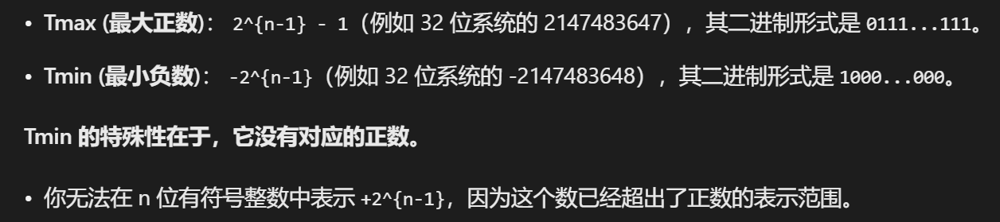 • Tmax (最大正数)： 2^{n-1} - 1（例如 32 位系统的 2147483647），其二进制形式是 0111...111。
• Tmin (最小负数)： -2^{n-1}（例如 32 位系统的 -2147483648），其二进制形式是 1000...000。
Tmin 的特殊性在于，它没有对应的正数。
• 你无法在 n 位有符号整数中表示 +2^{n-1}，因为这个数已经超出了正数的表示范围。